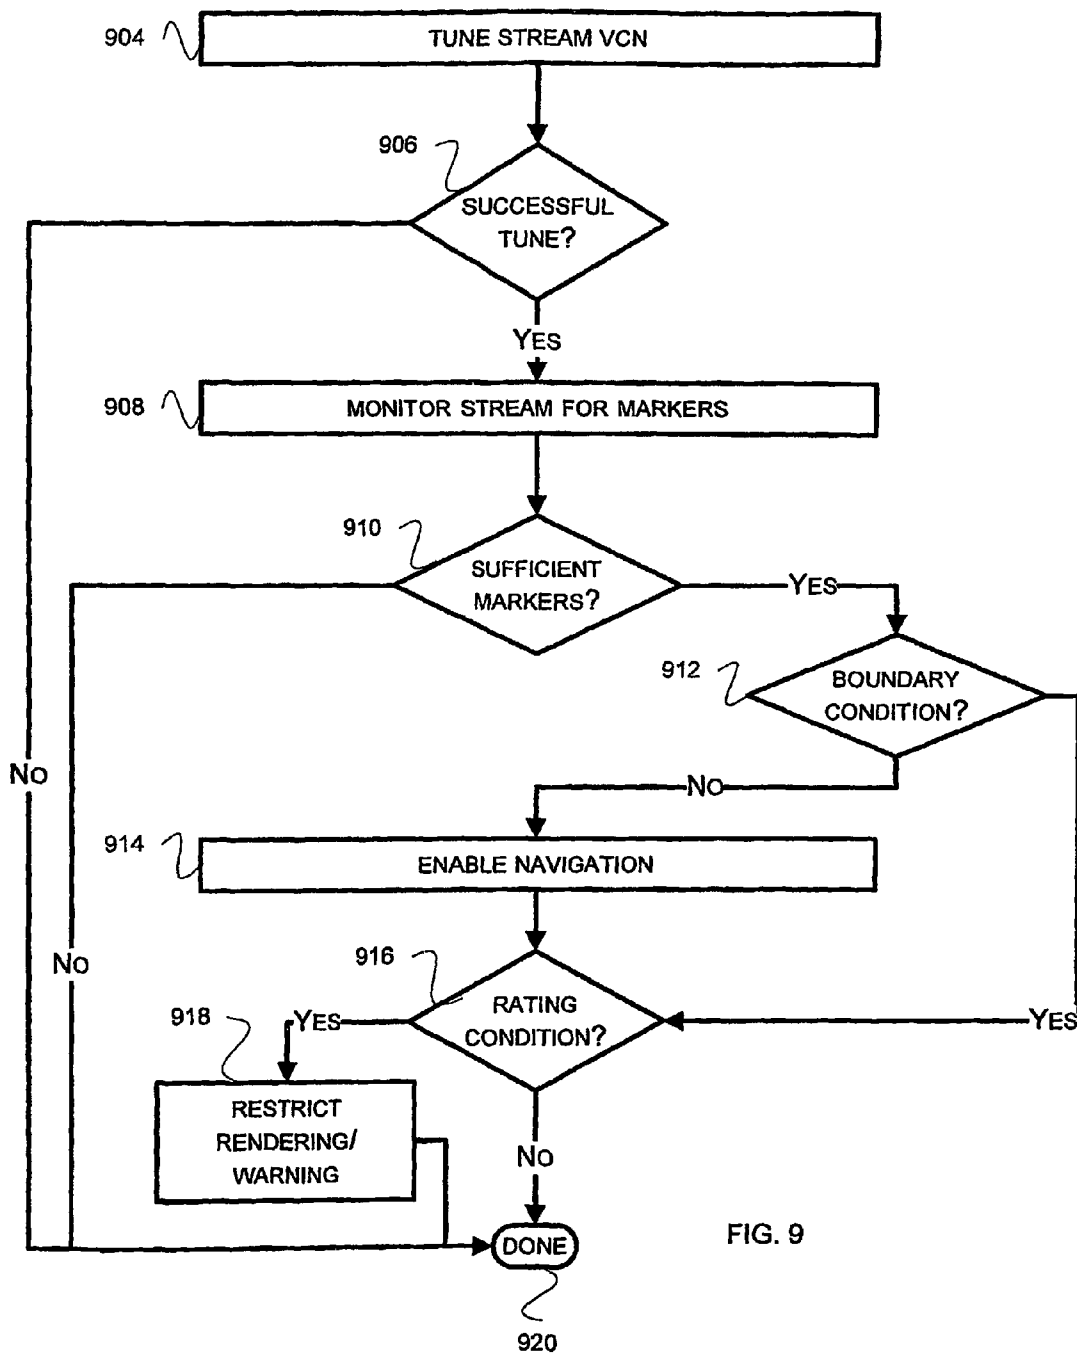 904
TUNE STREAM VCN
906
SUCCESSFUL
TUNE?
YES
908
MONITOR STREAM FOR MARKERS
910
SUFFICIENT
MARKERS?
YES
912
BOUNDARY
CONDITION?
NO
NO
914
ENABLE NAVIGATION
NO
916
RATING
CONDITION?
YES
YES
918
RESTRICT
RENDERING/
WARNING
NO
DONE
FIG. 9
920